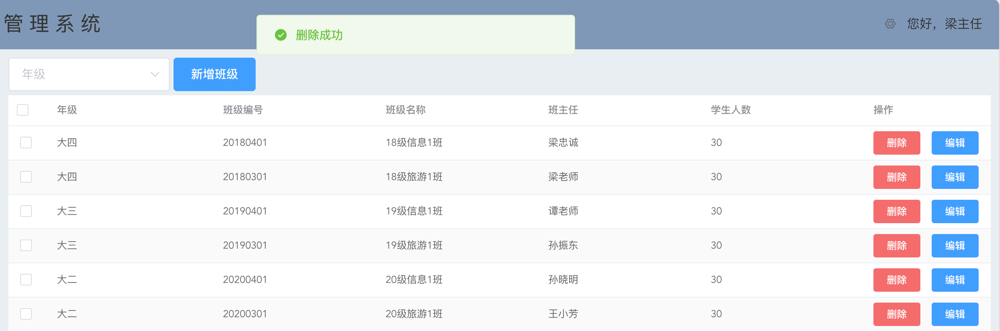 管理系统
删除成功
您好，梁主任
年级 新增班级
年级 班级编号 班级名称 班主任 学生人数 操作
大四 20180401 18级信息1班 梁忠诚 30 删除 编辑
大四 20180301 18级旅游1班 梁老师 30 删除 编辑
大三 20190401 19级信息1班 谭老师 30 删除 编辑
大三 20190301 19级旅游1班 孙振东 30 删除 编辑
大二 20200401 20级信息1班 孙晓明 30 删除 编辑
大二 20200301 20级旅游1班 王小芳 30 删除 编辑